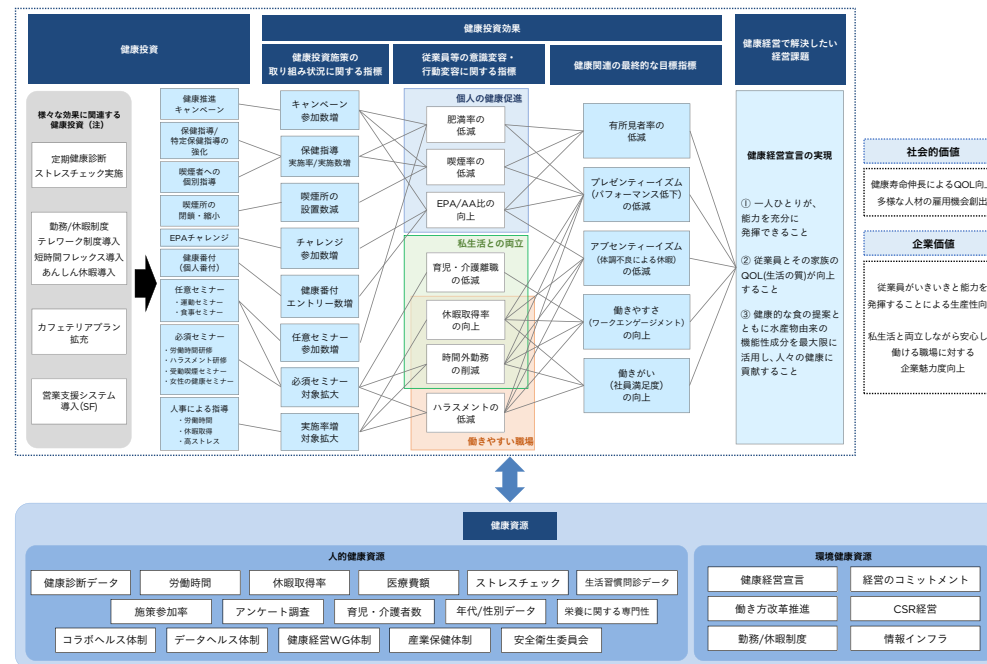 健康投資
健康投資効果
健康経営で解決したい
経営課題
健康投資施策の
取り組み状況に関する指標
従業員等の意識変容・
行動変容に関する指標
健康関連の最終的な目標指標
様々な効果に関連する
健康投資（注）
定期健康診断
ストレスチェック実施
勤務/休暇制度
テレワーク制度導入
短時間フレックス導入
あんしん休暇導入
カフェテリアプラン
拡充
営業支援システム
導入(SF)
健康推進
キャンペーン
保健指導/
特定保健指導の
強化
喫煙者への
個別指導
喫煙所の
閉鎖・縮小
EPAチャレンジ
健康番付
（個人番付）
任意セミナー
・運動セミナー
・食事セミナー
必須セミナー
・労働時間研修
・ハラスメント研修
・受動喫煙セミナー
・女性の健康セミナー
人事による指導
・労働時間
・休暇取得
・高ストレス
キャンペーン
参加数増
保健指導
実施率/実施数増
喫煙所の
設置数減
チャレンジ
参加数増
健康番付
エントリー数増
任意セミナー
参加数増
必須セミナー
対象拡大
実施率増
対象拡大
個人の健康促進
肥満率の
低減
喫煙率の
低減
EPA/AA比の
向上
私生活との両立
育児・介護離職
の低減
休暇取得率
の向上
時間外勤務
の削減
ハラスメントの
低減
働きやすい職場
有所見者率の
低減
プレゼンティーイズム
（パフォーマンス低下）
の低減
アブセンティーイズム
（体調不良による休暇）
の低減
働きやすさ
（ワークエンゲージメント）
の向上
働きがい
（社員満足度）
の向上
健康経営宣言の実現
① 一人ひとりが、
能力を充分に
発揮できること
② 従業員とその家族の
QOL(生活の質)が向上
すること
③ 健康的な食の提案と
ともに水産物由来の
機能性成分を最大限に
活用し、人々の健康に
貢献すること
社会的価値
健康寿命伸長によるQOL向上
多様な人材の雇用機会創出
企業価値
従業員がいきいきと能力を
発揮することによる生産性向
私生活と両立しながら安心し
働ける職場に対する
企業魅力度向上
健康資源
人的健康資源
健康診断データ
労働時間
休暇取得率
医療費額
ストレスチェック
生活習慣問診データ
施策参加率
アンケート調査
育児・介護者数
年代/性別データ
栄養に関する専門性
コラボヘルス体制
データヘルス体制
健康経営WG体制
産業保健体制
安全衛生委員会
環境健康資源
健康経営宣言
経営のコミットメント
働き方改革推進
CSR経営
勤務/休暇制度
情報インフラ